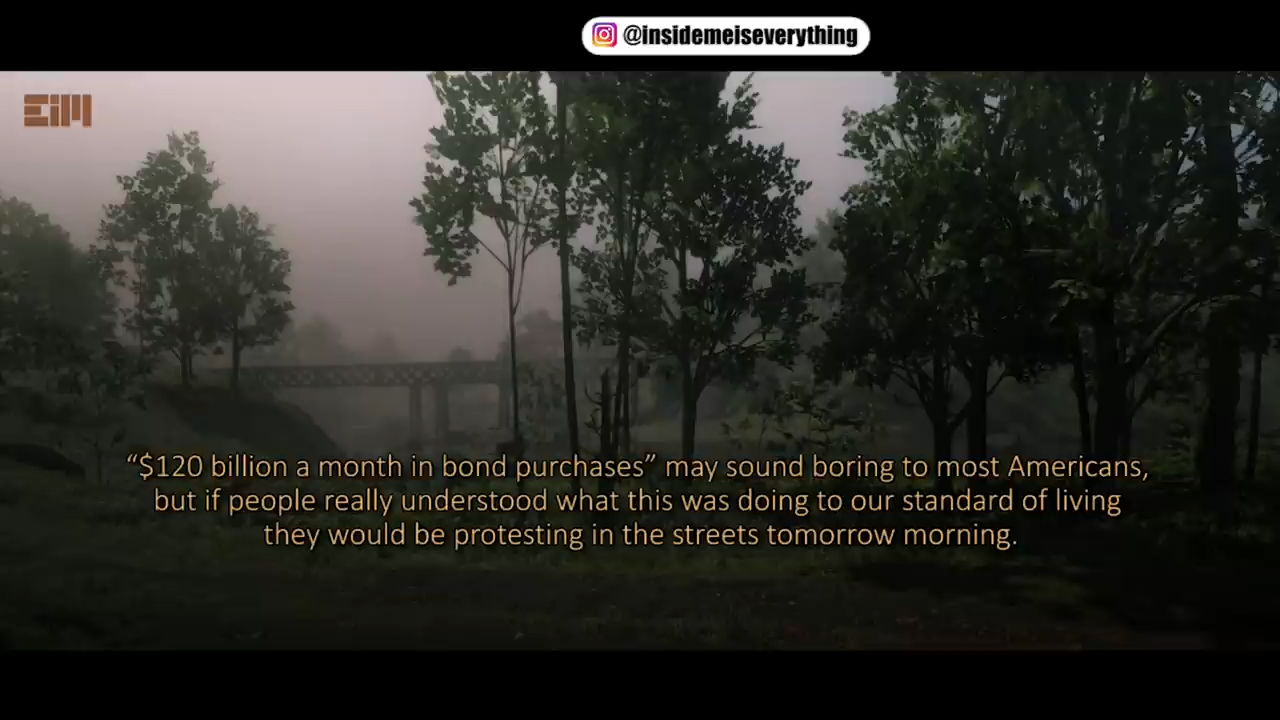 @insidemeiseverything
EiM
“$120 billion a month in bond purchases” may sound boring to most Americans,
but if people really understood what this was doing to our standard of living
they would be protesting in the streets tomorrow morning.